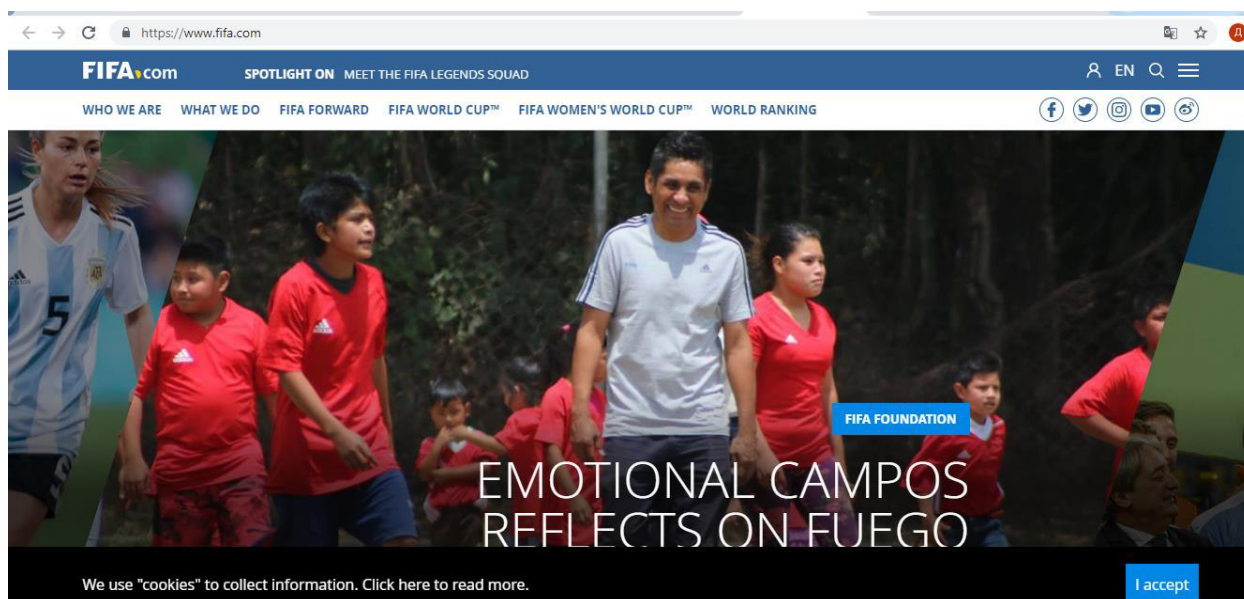 https://www.fifa.com
Д
FIFA.com
SPOTLIGHT ON MEET THE FIFA LEGENDS SQUAD
EN
WHO WE ARE WHAT WE DO FIFA FORWARD FIFA WORLD CUP™ FIFA WOMEN'S WORLD CUP™ WORLD RANKING
5
FIFA FOUNDATION
EMOTIONAL CAMPOS
REFLECTS ON FUEGO
We use "cookies" to collect information. Click here to read more.
I accept